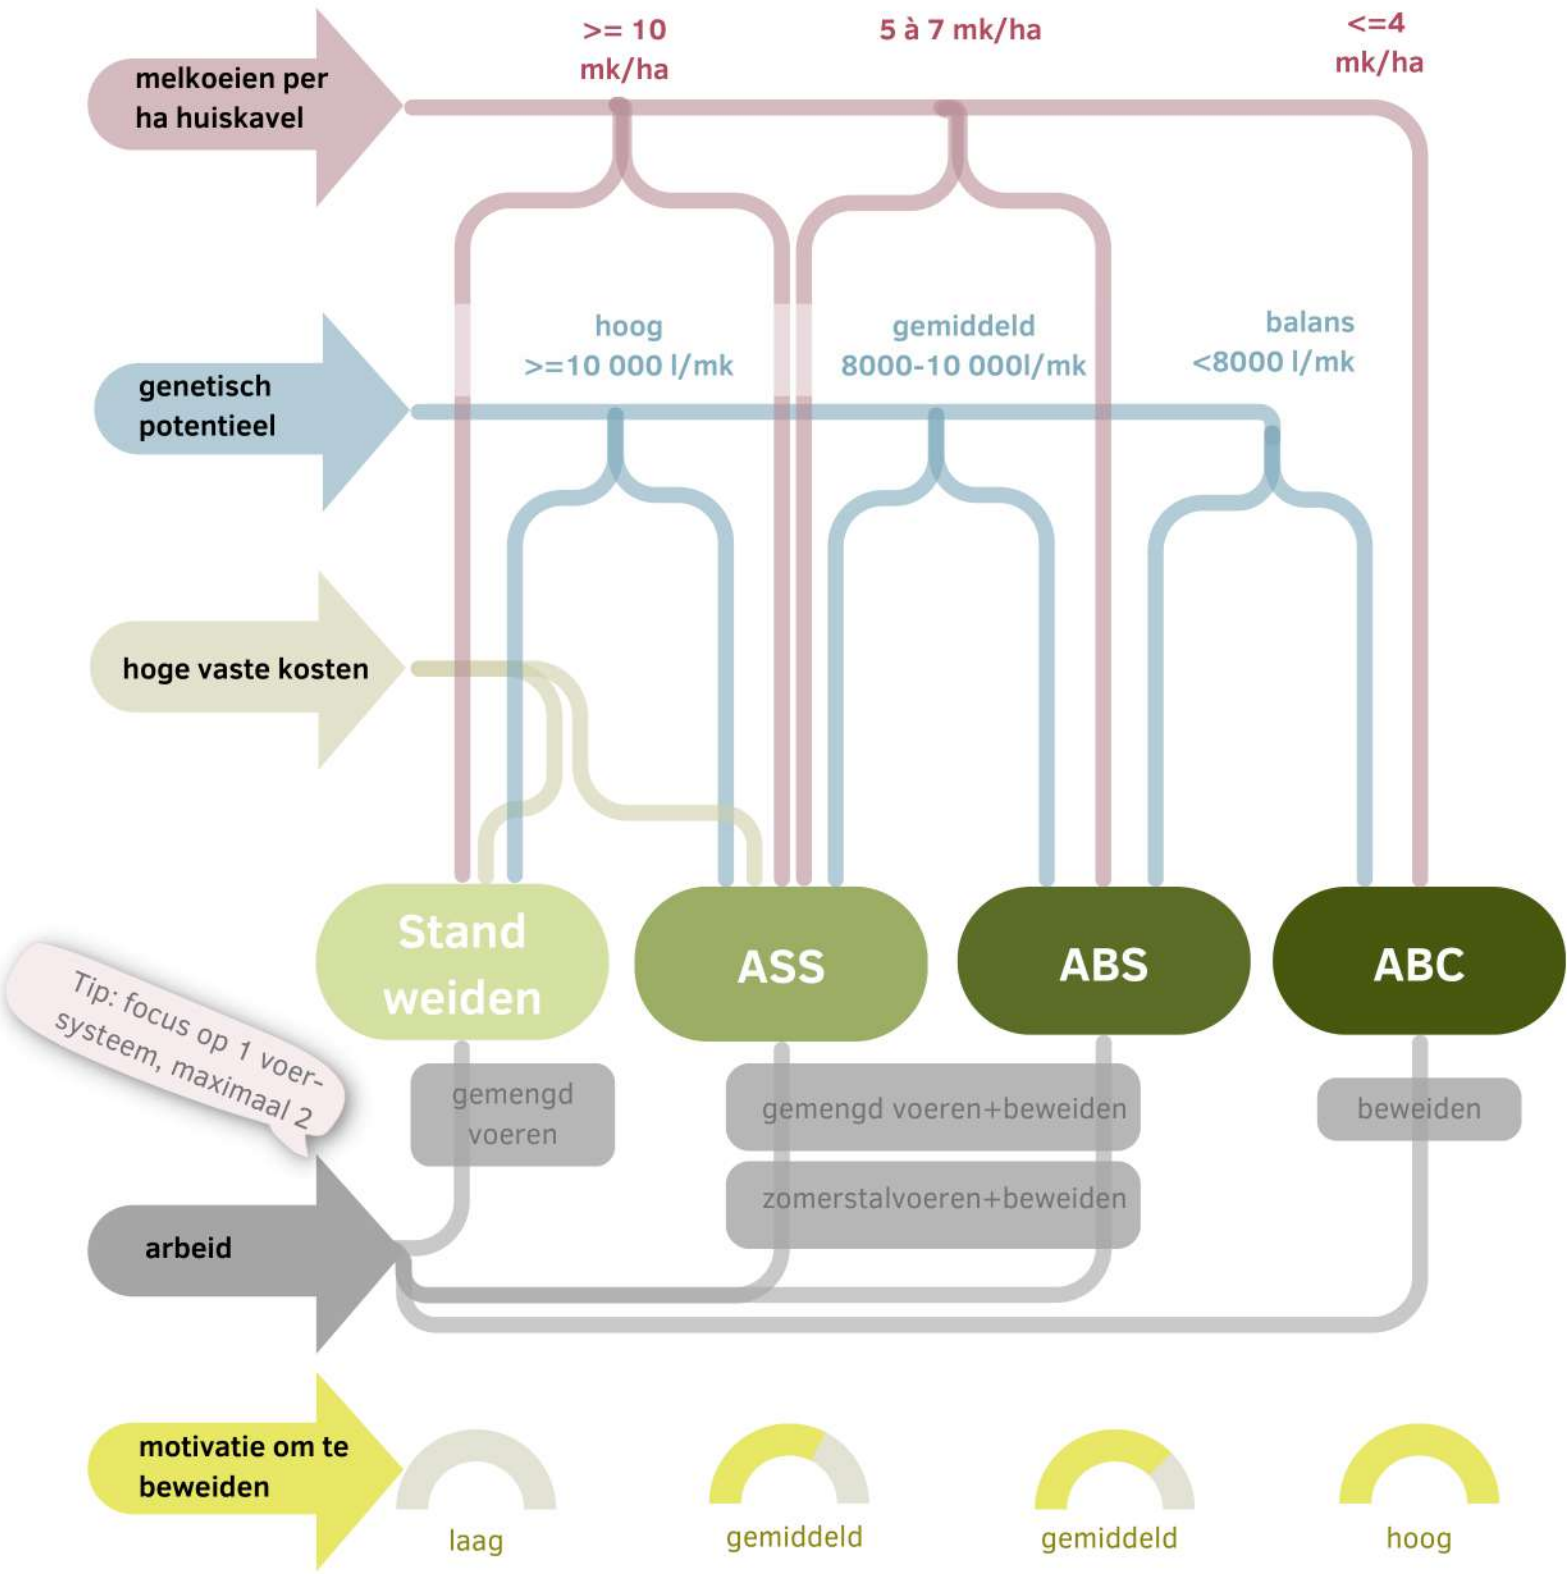 >= 10
mk/ha
5 à 7 mk/ha
<=4
mk/ha
melkoeien per
ha huiskavel
hoog
>=10 000 l/mk
gemiddeld
8000-10 000l/mk
balans
<8000 l/mk
genetisch
potentieel
hoge vaste kosten
Stand
weiden
ASS
ABS
ABC
Tip: focus op 1 voer-
systeem, maximaal 2
gemengd
voeren
gemengd voeren+beweiden
beweiden
zomerstalvoeren+beweiden
arbeid
motivatie om te
beweiden
laag
gemiddeld
gemiddeld
hoog